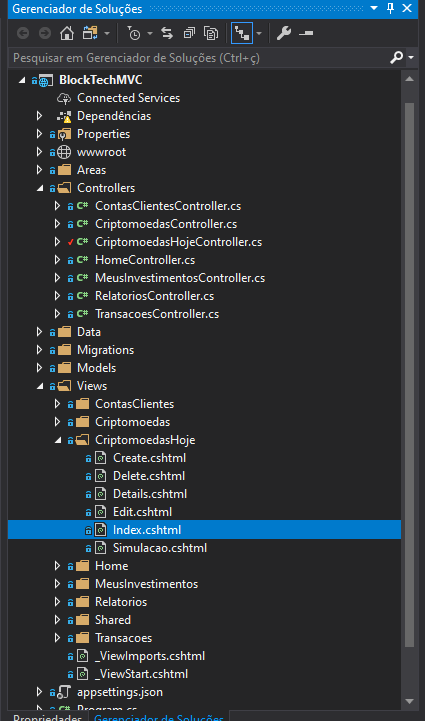 Gerenciador de Soluções
Pesquisar em Gerenciador de Soluções (Ctrl+ç)
BlockTechMVC
Connected Services
Dependências
Properties
wwwroot
Areas
Controllers
C# ContasClientesController.cs
C# CriptomoedasController.cs
C# CriptomoedasHojeController.cs
C# HomeController.cs
C# MeusInvestimentosController.cs
C# RelatoriosController.cs
C# TransacoesController.cs
Data
Migrations
Models
Views
ContasClientes
Criptomoedas
CriptomoedasHoje
Create.cshtml
Delete.cshtml
Details.cshtml
Edit.cshtml
Index.cshtml
Simulacao.cshtml
Home
MeusInvestimentos
Relatorios
Shared
Transacoes
_ViewImports.cshtml
_ViewStart.cshtml
appsettings.json
Program.cs
Propriedades Gerenciador de Soluções